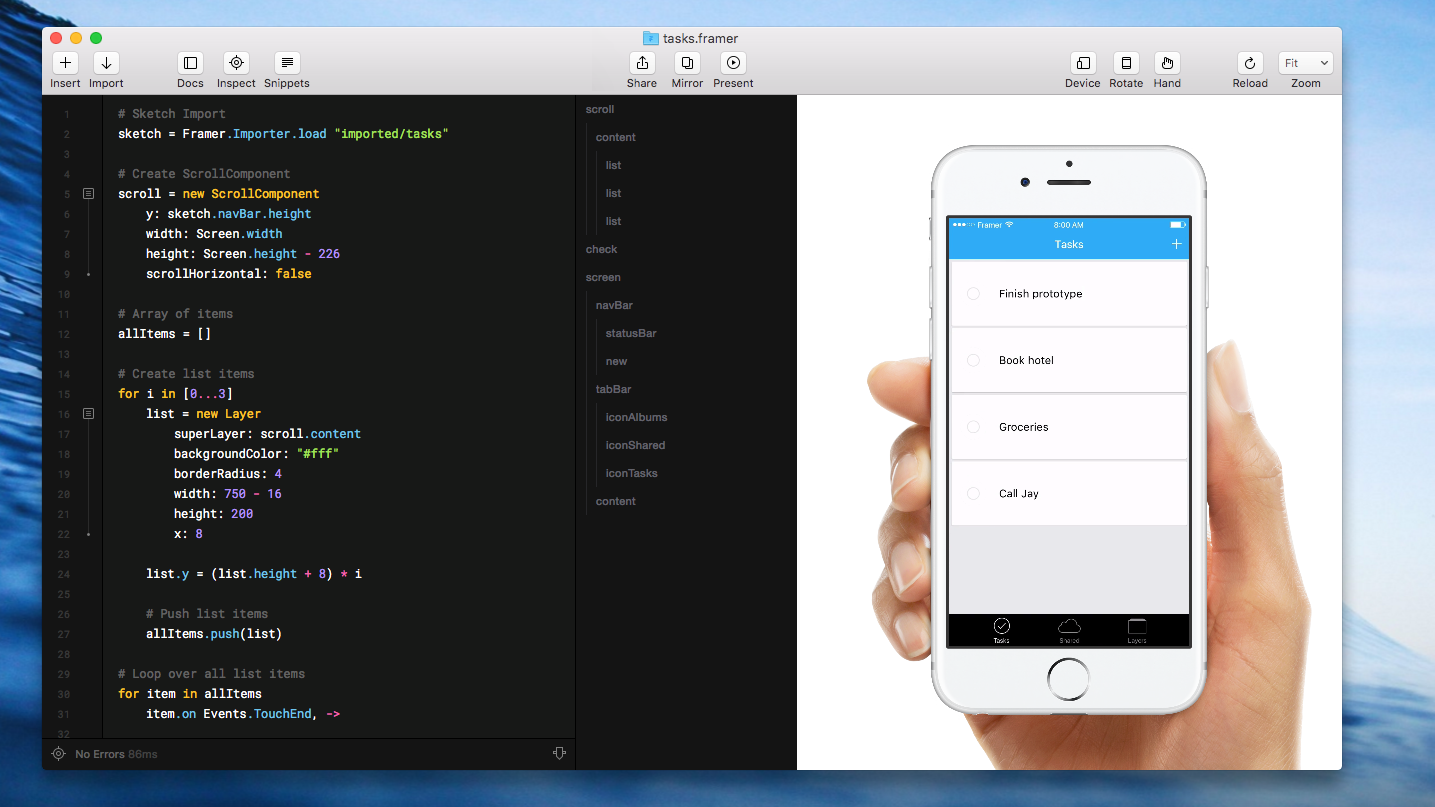 tasks.framer
Insert Import Docs Inspect Snippets Share Mirror Present Device Rotate Hand Reload Fit Zoom
1 # Sketch Import
2 sketch = Framer.Importer.load "imported/tasks"
3
4 # Create ScrollComponent
5 scroll = new ScrollComponent
6 y: sketch.navBar.height
7 width: Screen.width
8 height: Screen.height - 226
9 scrollHorizontal: false
10
11 # Array of items
12 allItems = []
13
14 # Create list items
15 for i in [0...3]
16 list = new Layer
17 superLayer: scroll.content
18 backgroundColor: "#fff"
19 borderRadius: 4
20 width: 750 - 16
21 height: 200
22 x: 8
23
24 list.y = (list.height + 8) * i
25
26 # Push list items
27 allItems.push(list)
28
29 # Loop over all list items
30 for item in allItems
31 item.on Events.TouchEnd, ->
32
No Errors 86ms
scroll
content
list
list
list
check
screen
navBar
statusBar
new
tabBar
iconAlbums
iconShared
iconTasks
content
Framer 8:00 AM
Tasks
Finish prototype
Book hotel
Groceries
Call Jay
Tasks Shared Layers